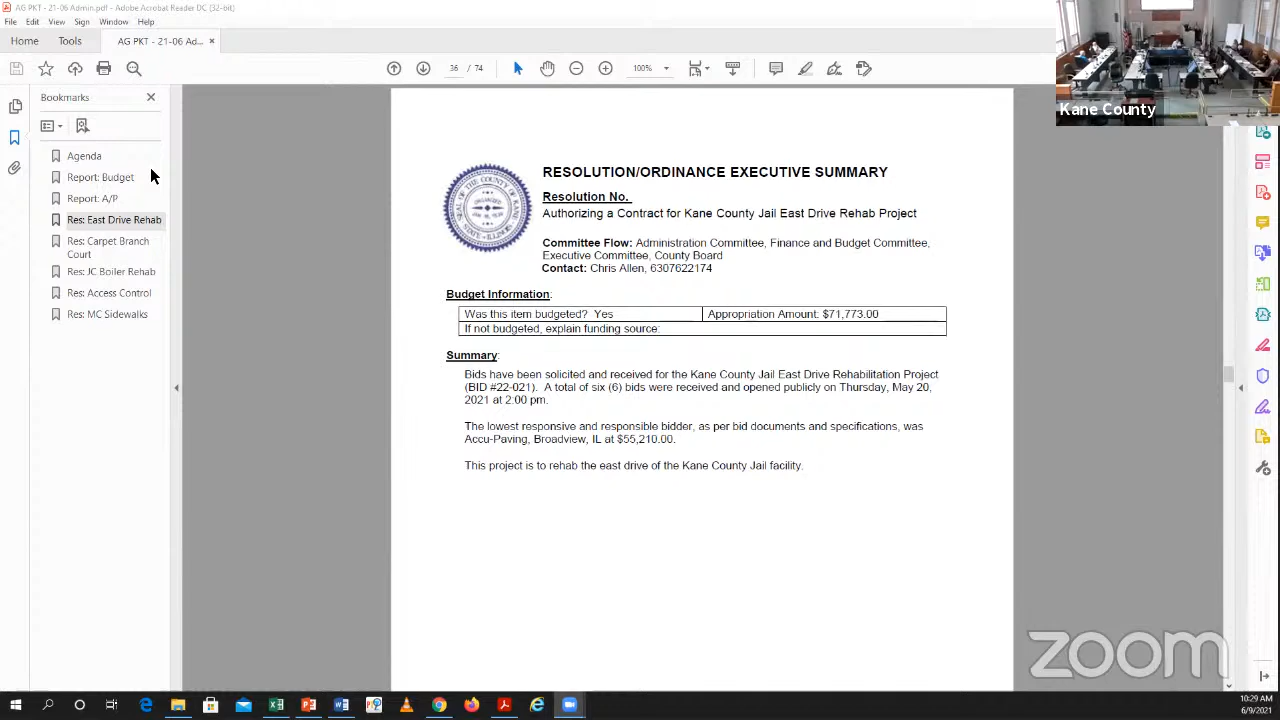 AG PKT - 21-06 Admin.pdf - Adobe Acrobat Reader DC (32-bit)
File Edit View Sign Window Help
Home Tools AG PKT - 21-06 Ad... ×
36 / 74 100%
Kane County
Bookmarks
Agenda
Report: Budget
Report: A/P
Res: East Drive Rehab
Res: Carpet Branch
Court
Res: JC Boiler Rehab
Res: Access Control
Res: MC Sidewalks
RESOLUTION/ORDINANCE EXECUTIVE SUMMARY
Resolution No.
Authorizing a Contract for Kane County Jail East Drive Rehab Project
Committee Flow: Administration Committee, Finance and Budget Committee,
Executive Committee, County Board
Contact: Chris Allen, 6307622174
Budget Information:
Was this item budgeted? Yes Appropriation Amount: $71,773.00
If not budgeted, explain funding source:
Summary:
Bids have been solicited and received for the Kane County Jail East Drive Rehabilitation Project
(BID #22-021). A total of six (6) bids were received and opened publicly on Thursday, May 20,
2021 at 2:00 pm.
The lowest responsive and responsible bidder, as per bid documents and specifications, was
Accu-Paving, Broadview, IL at $55,210.00.
This project is to rehab the east drive of the Kane County Jail facility.
zoom
10:29 AM
6/9/2021